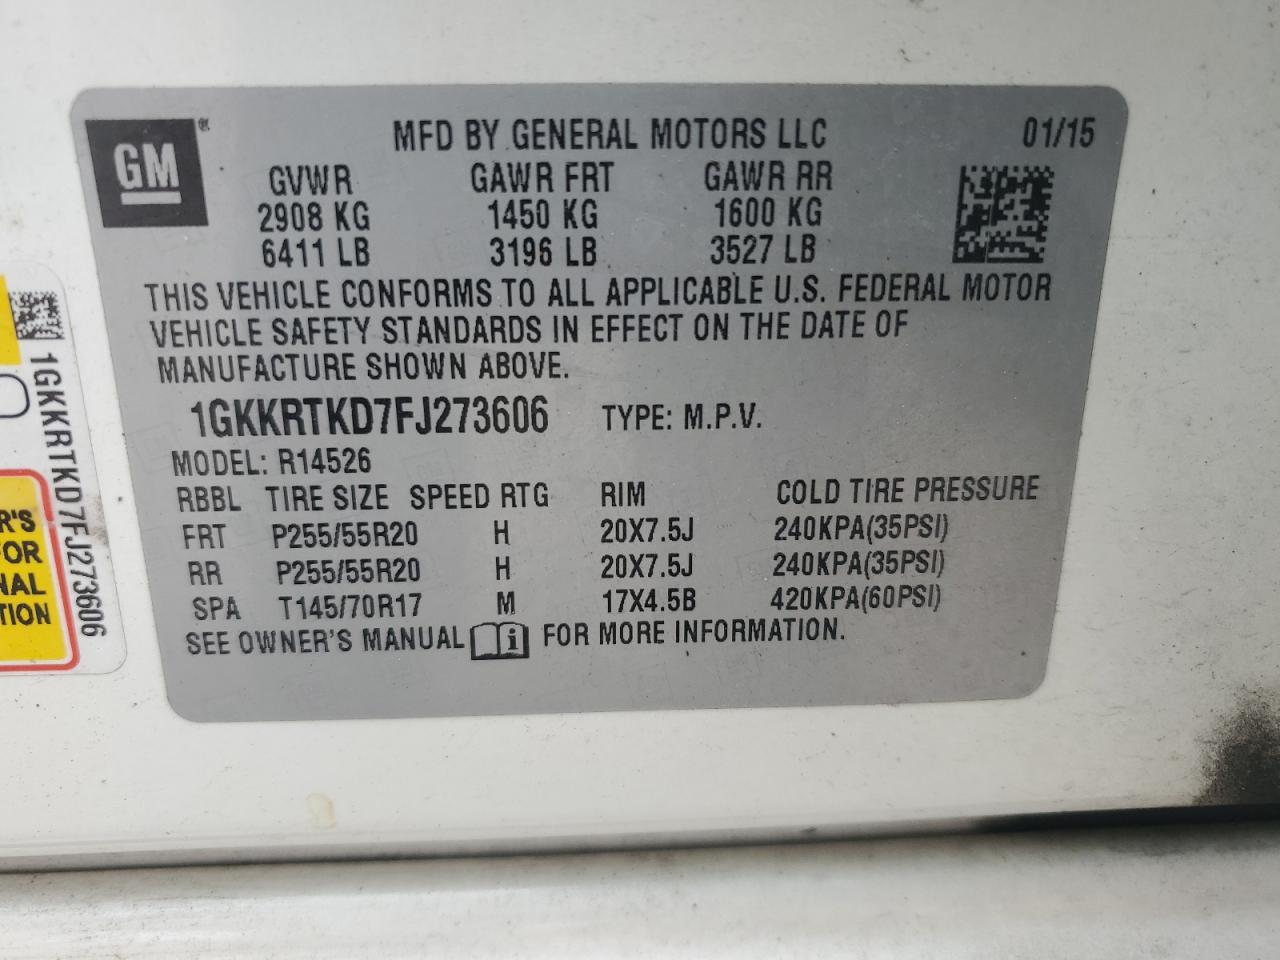 GM ®
MFD BY GENERAL MOTORS LLC 01/15
GVWR GAWR FRT GAWR RR
2908 KG 1450 KG 1600 KG
6411 LB 3196 LB 3527 LB
THIS VEHICLE CONFORMS TO ALL APPLICABLE U.S. FEDERAL MOTOR
VEHICLE SAFETY STANDARDS IN EFFECT ON THE DATE OF
MANUFACTURE SHOWN ABOVE.
1GKKRTKD7FJ273606 TYPE: M.P.V.
MODEL: R14526
RBBL TIRE SIZE SPEED RTG RIM COLD TIRE PRESSURE
FRT P255/55R20 H 20X7.5J 240KPA(35PSI)
RR P255/55R20 H 20X7.5J 240KPA(35PSI)
SPA T145/70R17 M 17X4.5B 420KPA(60PSI)
SEE OWNER'S MANUAL i FOR MORE INFORMATION.
1GKKRTKD7FJ273606
R'S
FOR
NAL
TION